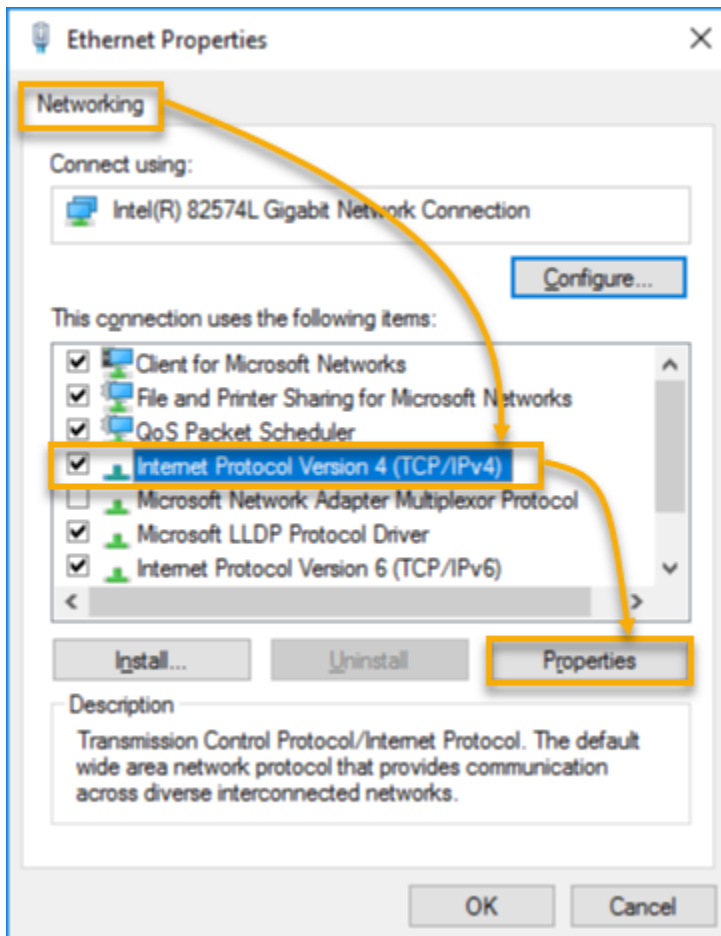 Ethernet Properties
Networking
Connect using:
Intel(R) 82574L Gigabit Network Connection
Configure...
This connection uses the following items:
Client for Microsoft Networks
File and Printer Sharing for Microsoft Networks
QoS Packet Scheduler
Internet Protocol Version 4 (TCP/IPv4)
Microsoft Network Adapter Multiplexor Protocol
Microsoft LLDP Protocol Driver
Internet Protocol Version 6 (TCP/IPv6)
Install... Uninstall Properties
Description
Transmission Control Protocol/Internet Protocol. The default
wide area network protocol that provides communication
across diverse interconnected networks.
OK Cancel